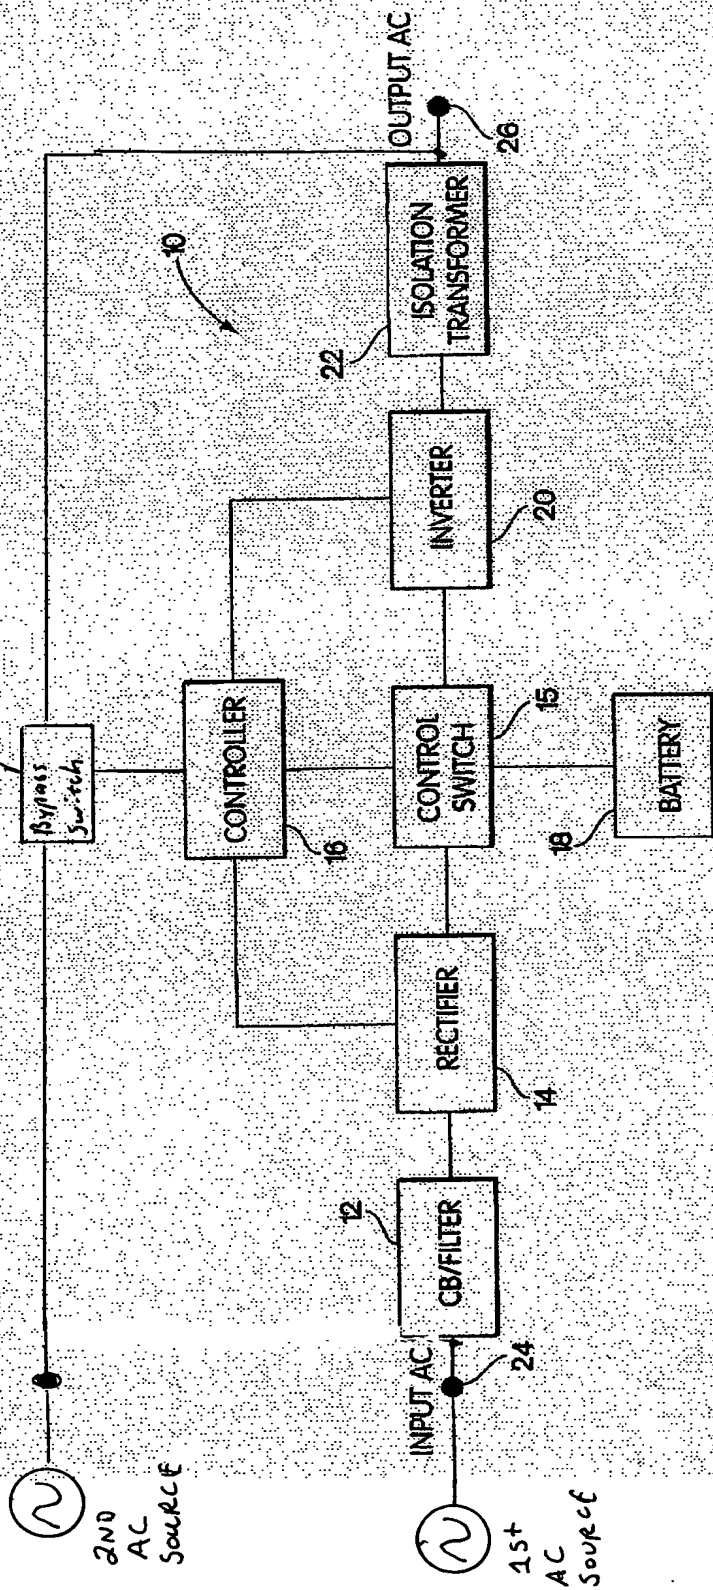 2ND
AC
SOURCE
Bypass
Switch
10
CONTROLLER
16
1st
AC
SOURCE
INPUT AC
24
12
CB/FILTER
RECTIFIER
14
CONTROL
SWITCH
15
18
BATTERY
INVERTER
20
22
ISOLATION
TRANSFORMER
OUTPUT AC
26